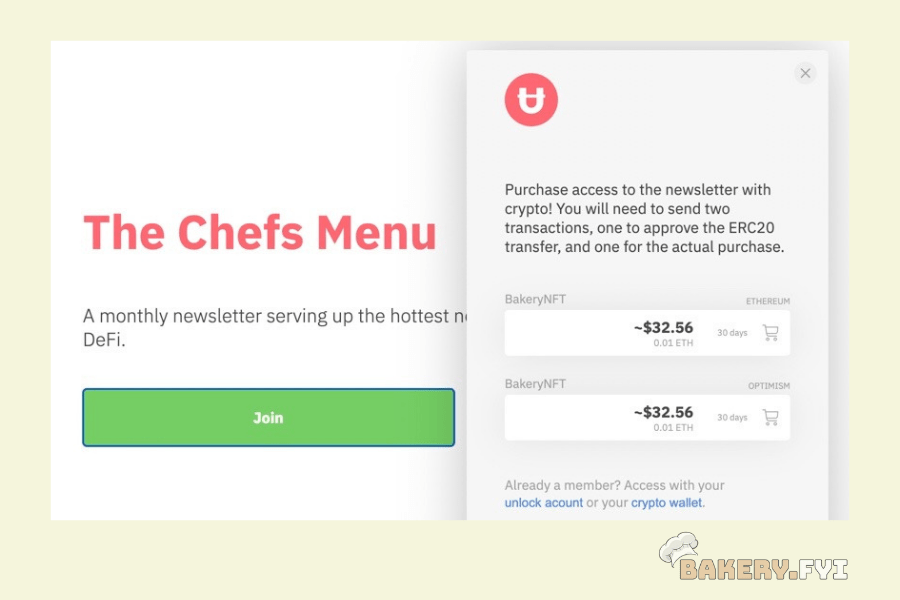 The Chefs Menu
A monthly newsletter serving up the hottest
DeFi.
Join
Purchase access to the newsletter with
crypto! You will need to send two
transactions, one to approve the ERC20
transfer, and one for the actual purchase.
BakeryNFT
ETHEREUM
~$32.56
0.01 ETH
30 days
BakeryNFT
OPTIMISM
~$32.56
0.01 ETH
30 days
Already a member? Access with your
unlock acount or your crypto wallet.
BAKERY.FYI